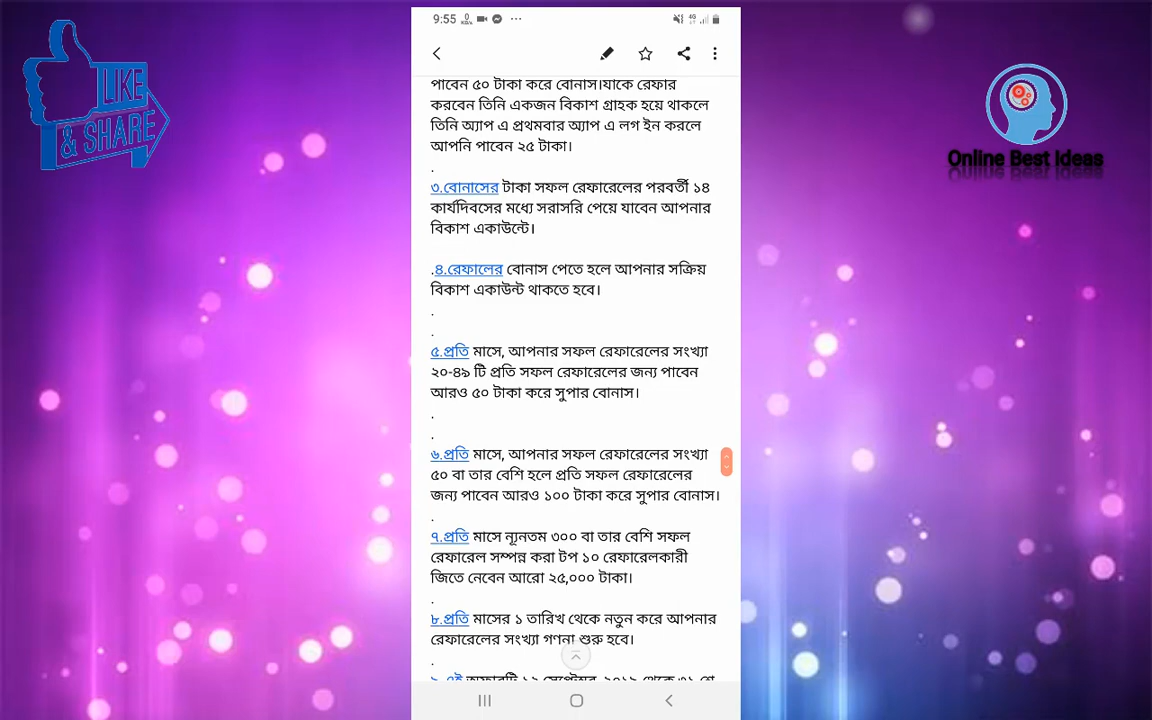 9:55
LIKE
& SHARE
Online Best Ideas
পাবেন ৫০ টাকা করে বোনাস।যাকে রেফার
করবেন তিনি একজন বিকাশ গ্রাহক হয়ে থাকলে
তিনি অ্যাপ এ প্রথমবার অ্যাপ এ লগ ইন করলে
আপনি পাবেন ২৫ টাকা।
.
৩.বোনাসের টাকা সফল রেফারেলের পরবর্তী ১৪
কার্যদিবসের মধ্যে সরাসরি পেয়ে যাবেন আপনার
বিকাশ একাউন্টে।
.৪.রেফালের বোনাস পেতে হলে আপনার সক্রিয়
বিকাশ একাউন্ট থাকতে হবে।
.
.
৫.প্রতি মাসে, আপনার সফল রেফারেলের সংখ্যা
২০-৪৯ টি প্রতি সফল রেফারেলের জন্য পাবেন
আরও ৫০ টাকা করে সুপার বোনাস।
.
.
৬.প্রতি মাসে, আপনার সফল রেফারেলের সংখ্যা
৫০ বা তার বেশি হলে প্রতি সফল রেফারেলের
জন্য পাবেন আরও ১০০ টাকা করে সুপার বোনাস।
.
৭.প্রতি মাসে ন্যূনতম ৩০০ বা তার বেশি সফল
রেফারেল সম্পন্ন করা টপ ১০ রেফারেলকারী
জিতে নেবেন আরো ২৫,০০০ টাকা।
.
৮.প্রতি মাসের ১ তারিখ থেকে নতুন করে আপনার
রেফারেলের সংখ্যা গণনা শুরু হবে।
.